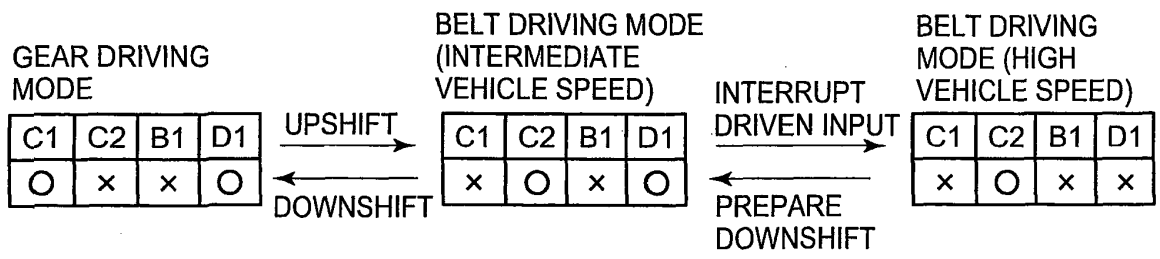 GEAR DRIVING
MODE
C1 C2 B1 D1
O × × O
UPSHIFT
DOWNSHIFT
BELT DRIVING MODE
(INTERMEDIATE
VEHICLE SPEED)
C1 C2 B1 D1
× O × O
INTERRUPT
DRIVEN INPUT
PREPARE
DOWNSHIFT
BELT DRIVING
MODE (HIGH
VEHICLE SPEED)
C1 C2 B1 D1
× O × ×